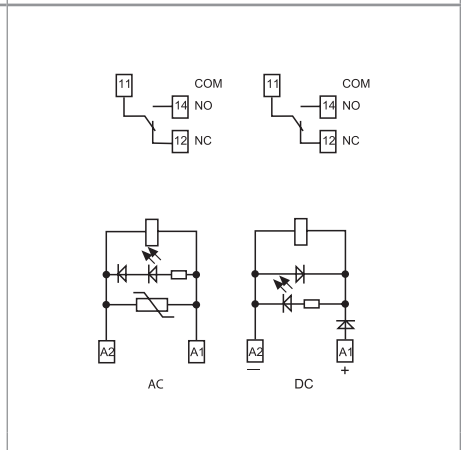 11 COM 11 COM
14 NO 14 NO
12 NC 12 NC
A2 A1 A2 A1
— +
AC DC